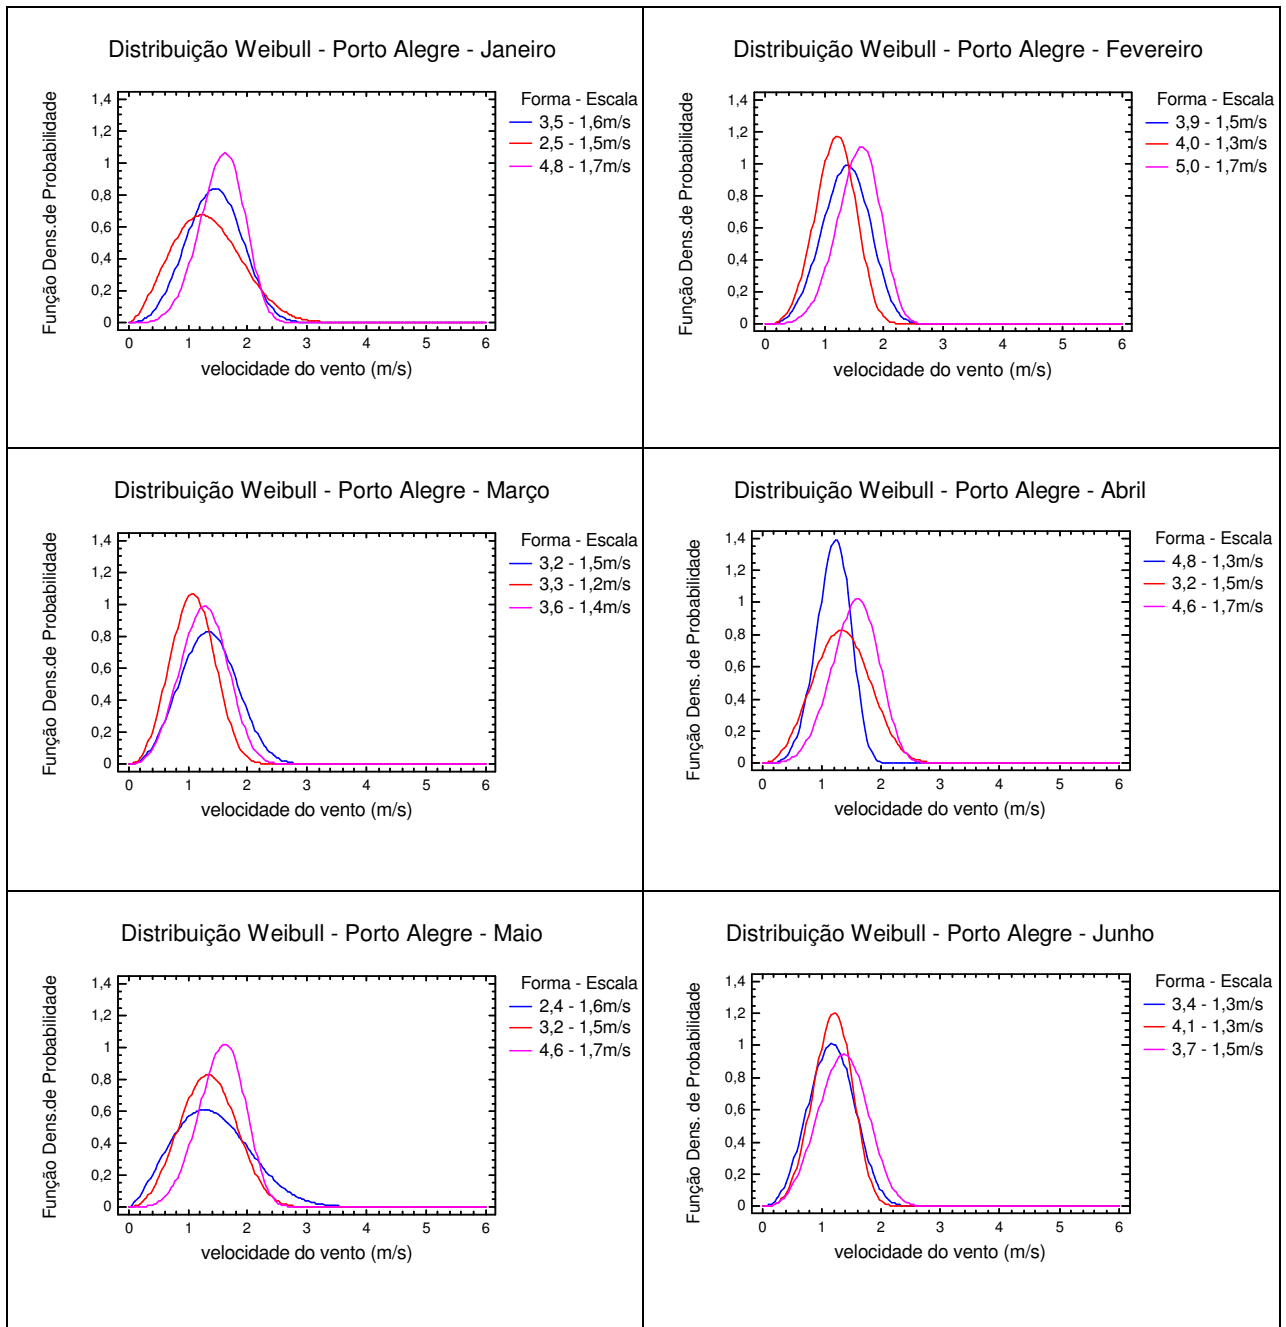 Distribuição Weibull - Porto Alegre - Janeiro
Função Dens.de Probabilidade
1,4
1,2
1
0,8
0,6
0,4
0,2
0
0 1 2 3 4 5 6
velocidade do vento (m/s)
Forma - Escala
3,5 - 1,6m/s
2,5 - 1,5m/s
4,8 - 1,7m/s
Distribuição Weibull - Porto Alegre - Fevereiro
Função Dens.de Probabilidade
1,4
1,2
1
0,8
0,6
0,4
0,2
0
0 1 2 3 4 5 6
velocidade do vento (m/s)
Forma - Escala
3,9 - 1,5m/s
4,0 - 1,3m/s
5,0 - 1,7m/s
Distribuição Weibull - Porto Alegre - Março
Função Dens.de Probabilidade
1,4
1,2
1
0,8
0,6
0,4
0,2
0
0 1 2 3 4 5 6
velocidade do vento (m/s)
Forma - Escala
3,2 - 1,5m/s
3,3 - 1,2m/s
3,6 - 1,4m/s
Distribuição Weibull - Porto Alegre - Abril
Função Dens. de Probabilidade
1,4
1,2
1
0,8
0,6
0,4
0,2
0
0 1 2 3 4 5 6
velocidade do vento (m/s)
Forma - Escala
4,8 - 1,3m/s
3,2 - 1,5m/s
4,6 - 1,7m/s
Distribuição Weibull - Porto Alegre - Maio
Função Dens.de Probabilidade
1,4
1,2
1
0,8
0,6
0,4
0,2
0
0 1 2 3 4 5 6
velocidade do vento (m/s)
Forma - Escala
2,4 - 1,6m/s
3,2 - 1,5m/s
4,6 - 1,7m/s
Distribuição Weibull - Porto Alegre - Junho
Função Dens. de Probabilidade
1,4
1,2
1
0,8
0,6
0,4
0,2
0
0 1 2 3 4 5 6
velocidade do vento (m/s)
Forma - Escala
3,4 - 1,3m/s
4,1 - 1,3m/s
3,7 - 1,5m/s